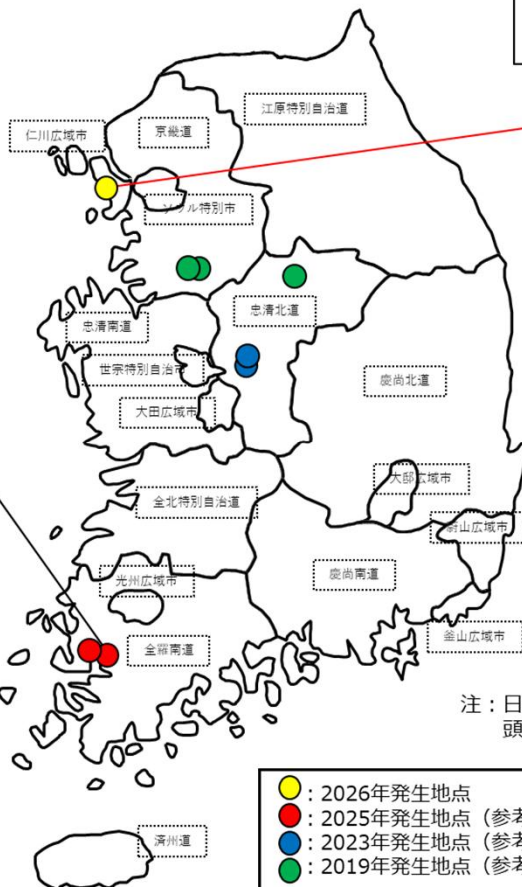 江原特別自治道
仁川広域市
京畿道
ソウル特別市
忠清北道
忠清南道
世宗特別自治市
慶尚北道
大田広域市
大邱広域市
全北特別自治道
蔚山広域市
光州広域市
慶尚南道
釜山広域市
全羅南道
注：日
頭
済州道
：2026年発生地点
：2025年発生地点（参考
：2023年発生地点（参考
：2019年発生地点（参考